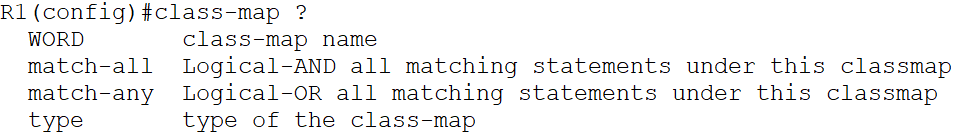 R1(config)#class-map ?
  WORD       class-map name
  match-all  Logical-AND all matching statements under this classmap
  match-any  Logical-OR all matching statements under this classmap
  type       type of the class-map